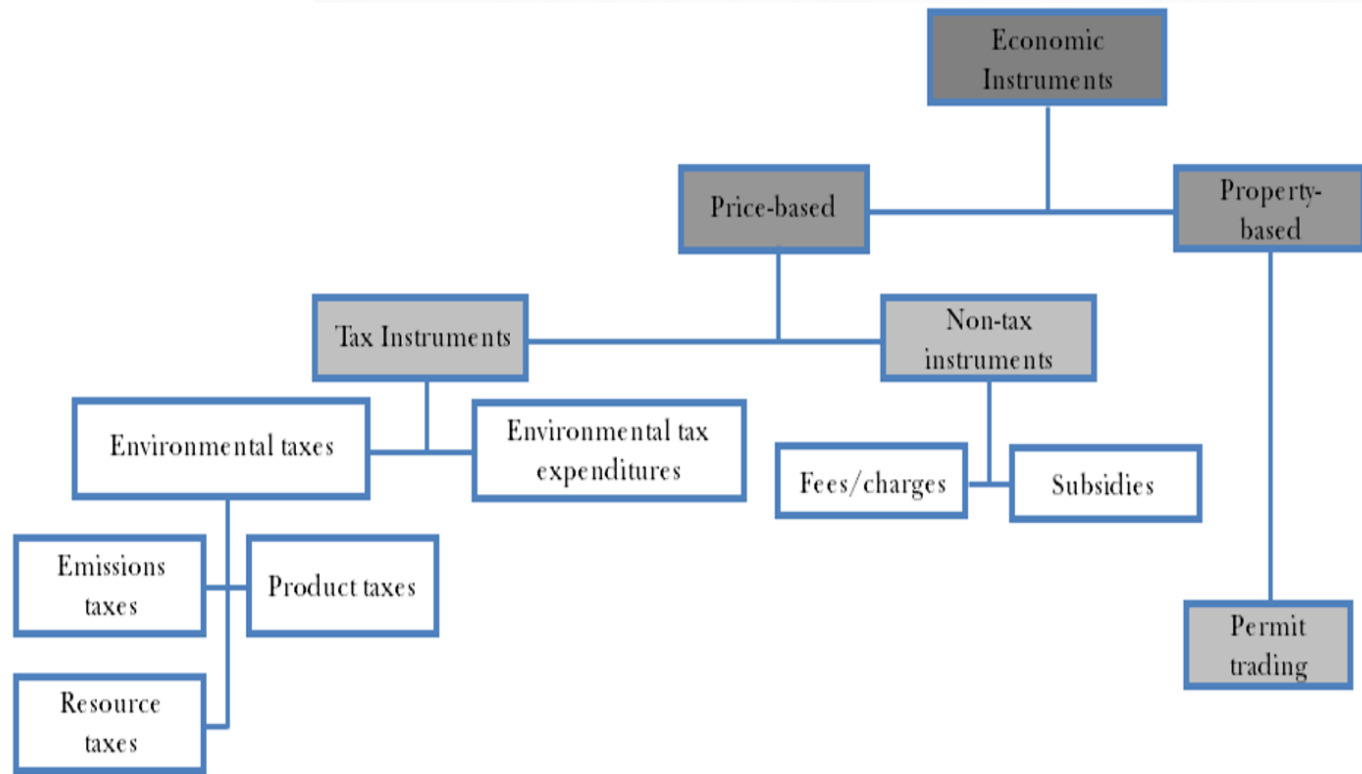 Economic
Instruments
Price-based
Property-
based
Tax Instruments
Non-tax
instruments
Environmental taxes
Environmental tax
expenditures
Fees/charges
Subsidies
Emissions
taxes
Product taxes
Permit
trading
Resource
taxes